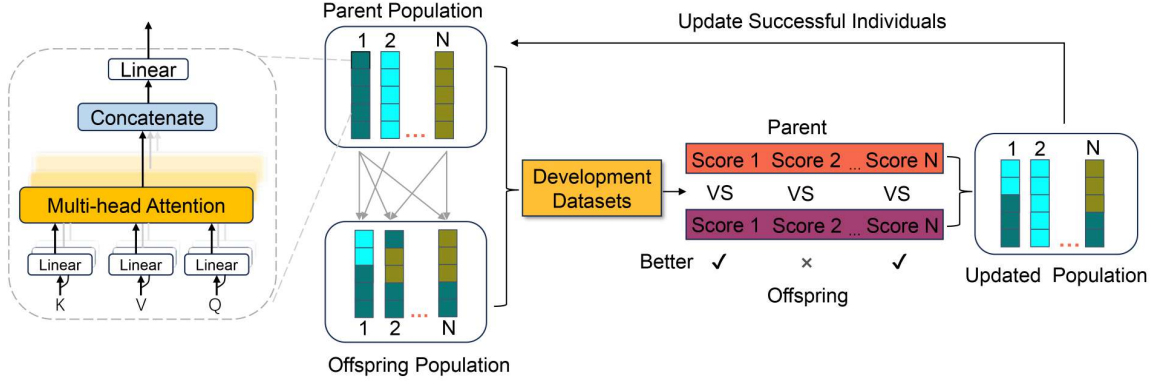 Linear
Concatenate
Multi-head Attention
Linear Linear Linear
K V Q
Parent Population
1 2 N
...
1 2 ... N
Offspring Population
Development
Datasets
Update Successful Individuals
Parent
Score 1 Score 2 ... Score N
VS VS VS
Score 1 Score 2 ... Score N
Better ✓ × ✓
Offspring
1 2 N
...
Updated Population